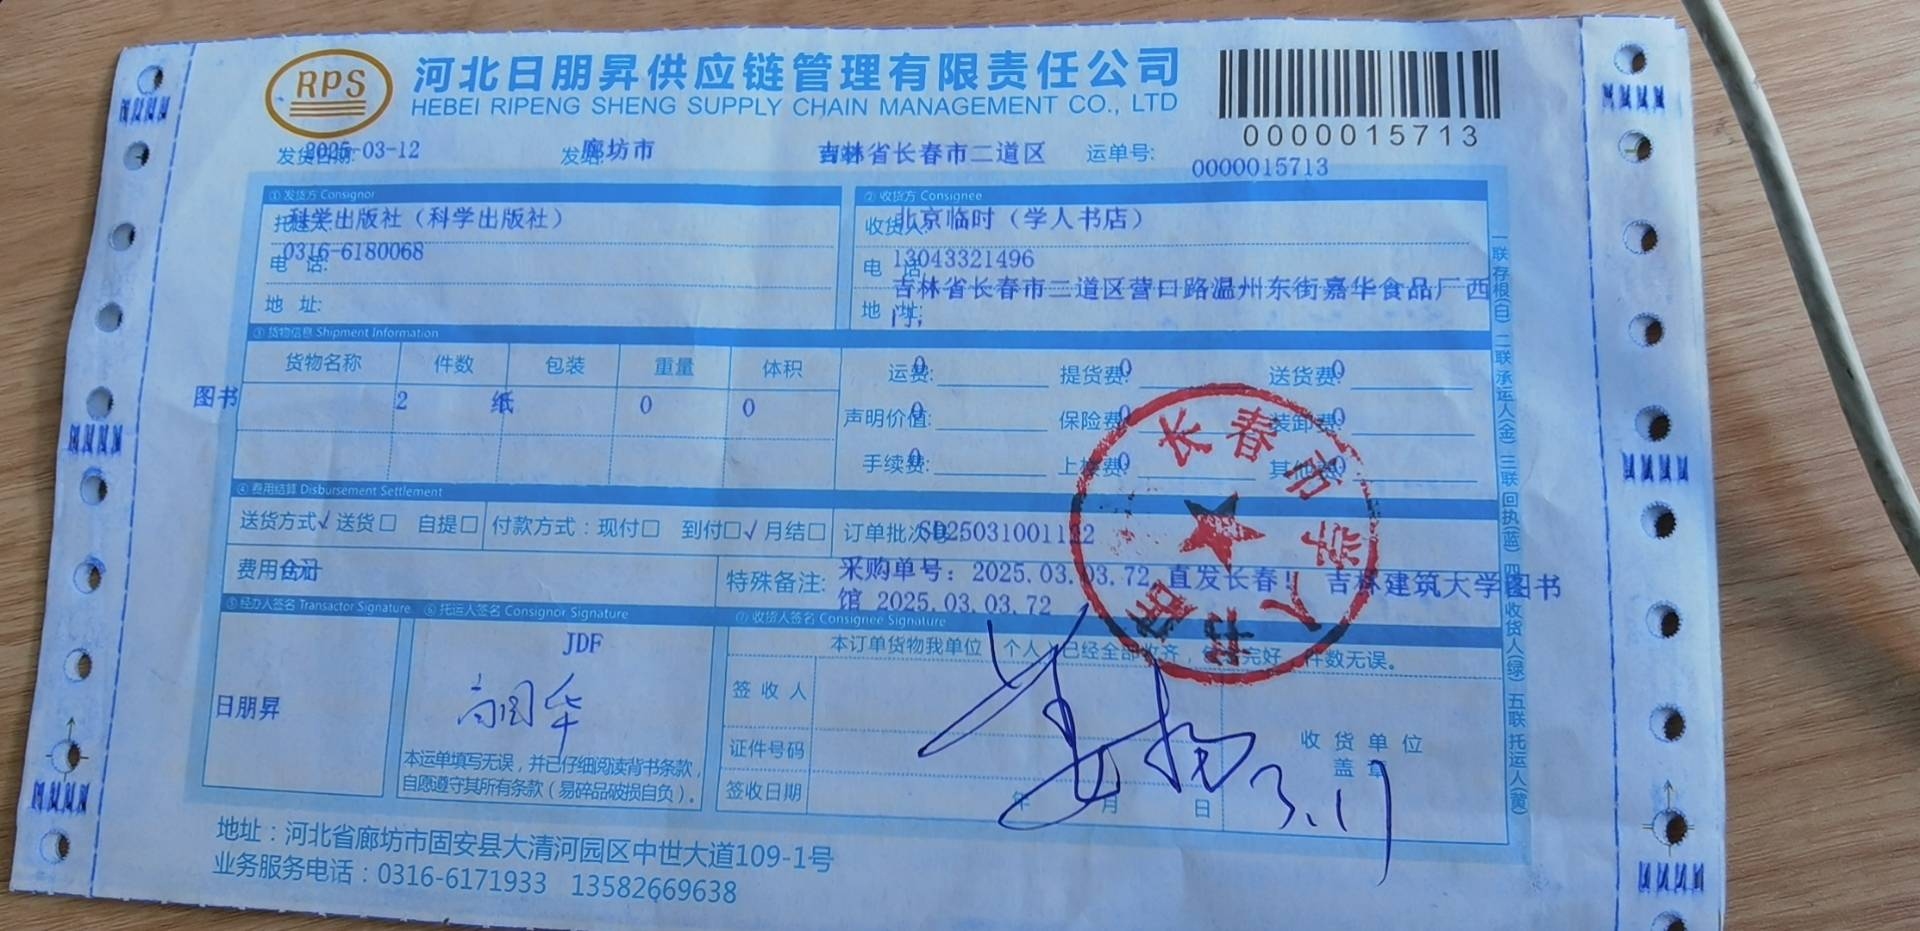 RPS
河北日朋昇供应链管理有限责任公司
HEBEI RIPENG SHENG SUPPLY CHAIN MANAGEMENT CO., LTD
0000015713
发货日期: 2025-03-12 发站: 廊坊市 吉林省长春市二道区 运单号: 0000015713
① 发货方 Consignor
② 收货方 Consignee
托运人: 科学出版社（科学出版社）
收货人: 北京临时（学人书店）
电 话: 0316-6180068
电 话: 13043321496
地 址:
地 址: 吉林省长春市二道区营口路温州东街嘉华食品厂西门;
③ 货物信息 Shipment Information
货物名称 件数 包装 重量 体积
图书 2 纸 0 0
运费: 0 提货费: 0 送货费: 0
声明价值: 0 保险费: 0 装卸费: 0
手续费: 0 上楼费: 0 其他费: 0
④ 费用结算 Disbursement Settlement
送货方式√送货□ 自提□ 付款方式：现付□ 到付□√月结□ 订单批次号: SD25031001122
费用合计
特殊备注: 采购单号: 2025.03.03.72 直发长春! 吉林建筑大学图书
馆 2025.03.03.72
⑤ 经办人签名 Transactor Signature
⑥ 托运人签名 Consignor Signature
⑦ 收货人签名 Consignee Signature
日朋昇
JDF
高国华
本运单填写无误，并已仔细阅读背书条款，
自愿遵守其所有条款（易碎品破损自负）。
本订单货物我单位（个人）已经全部收齐，包装完好，件数无误。
签 收 人
证件号码
签收日期
年 月 日
3.17
收 货 单 位
盖 章
长春市学人书店
一联 存根(白) 二联 承运人(金) 三联 回执(蓝) 四联 收货人(绿) 五联 托运人(黄)
地址：河北省廊坊市固安县大清河园区中世大道109-1号
业务服务电话：0316-6171933 13582669638